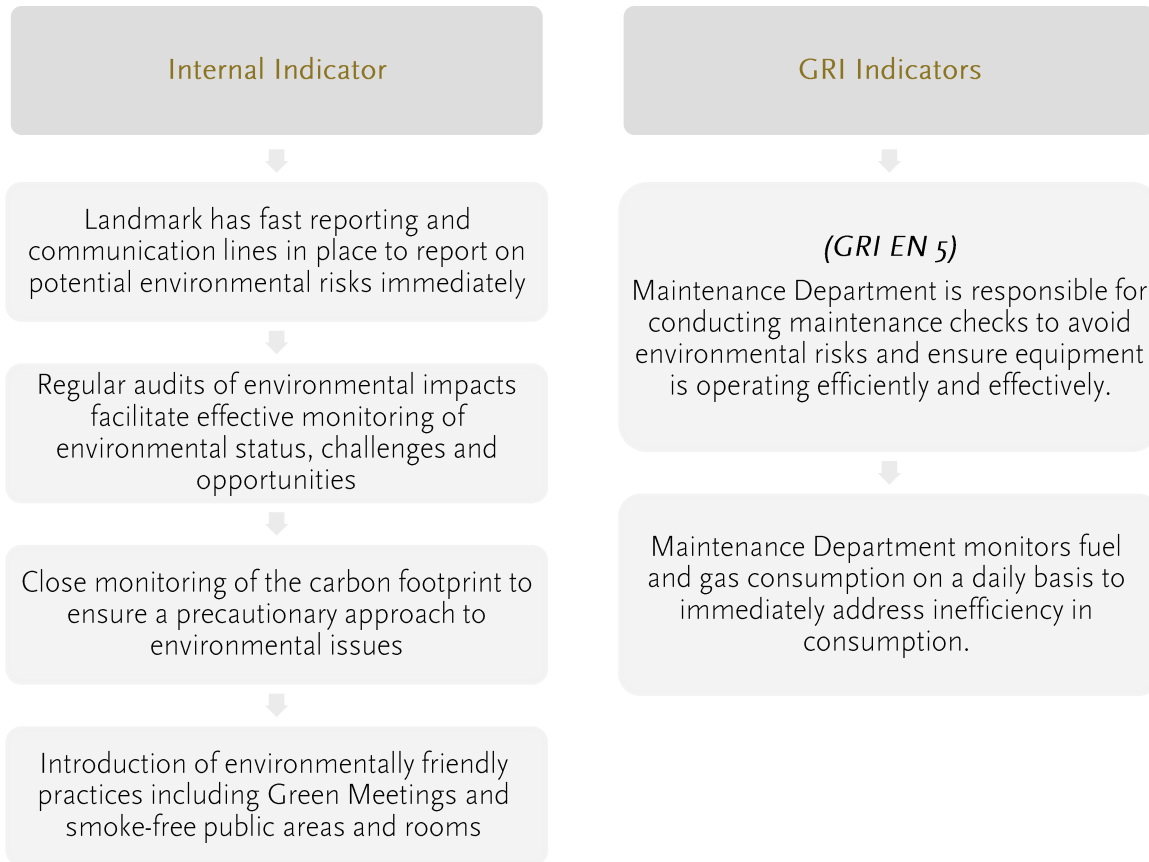 Internal Indicator
Landmark has fast reporting and
communication lines in place to report on
potential environmental risks immediately
Regular audits of environmental impacts
facilitate effective monitoring of
environmental status, challenges and
opportunities
Close monitoring of the carbon footprint to
ensure a precautionary approach to
environmental issues
Introduction of environmentally friendly
practices including Green Meetings and
smoke-free public areas and rooms
GRI Indicators
(GRI EN 5)
Maintenance Department is responsible for
conducting maintenance checks to avoid
environmental risks and ensure equipment
is operating efficiently and effectively.
Maintenance Department monitors fuel
and gas consumption on a daily basis to
immediately address inefficiency in
consumption.